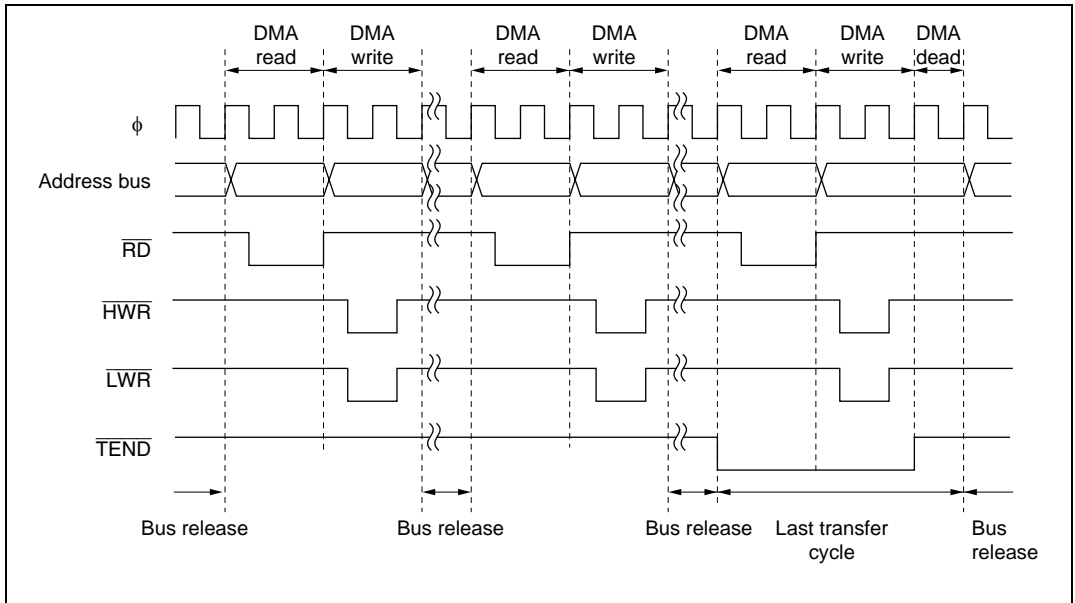 DMA read
DMA write
DMA read
DMA write
DMA read
DMA write
DMA dead
φ
Address bus
RD
HWR
LWR
TEND
Bus release
Bus release
Bus release
Last transfer cycle
Bus release